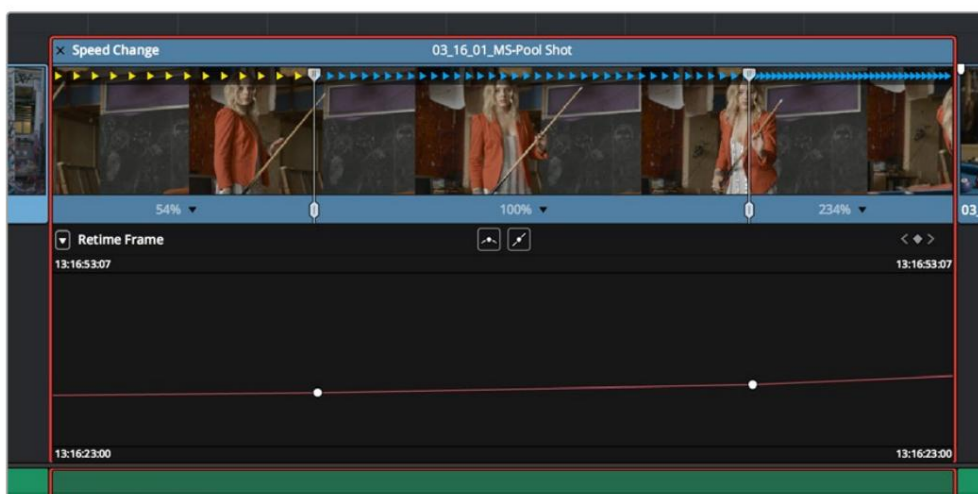 × Speed Change 03_16_01_MS-Pool Shot
54% 100% 234% 03
Retime Frame
13:16:53:07 13:16:53:07
13:16:23:00 13:16:23:00